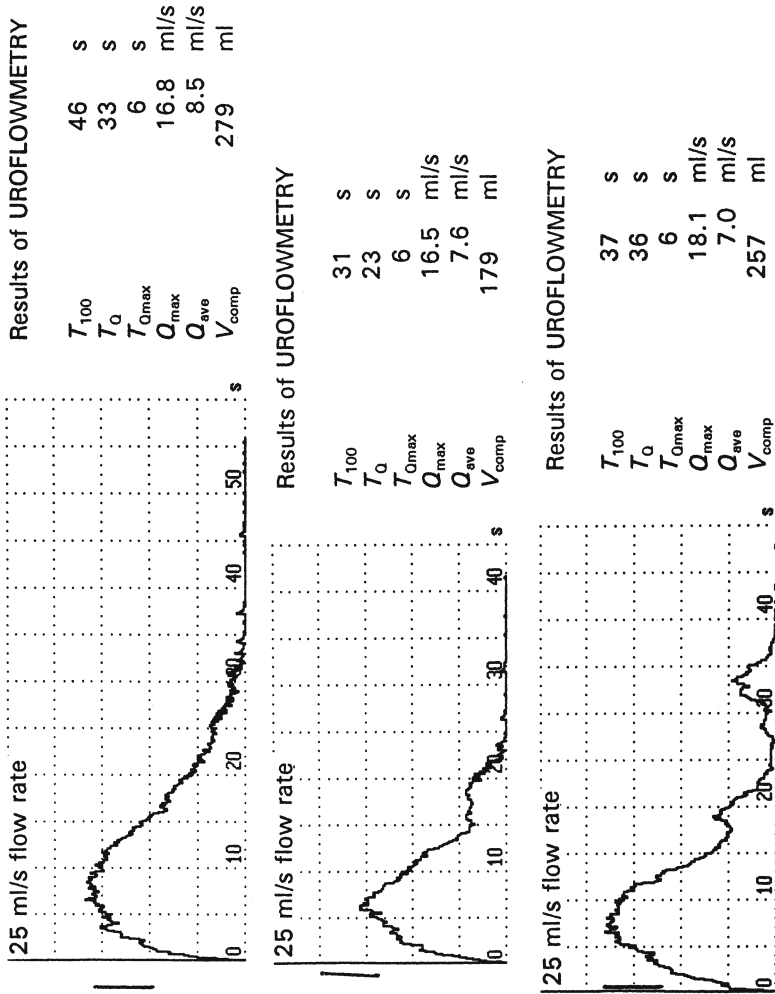 25 ml/s flow rate
0 10 20 30 40 50 s
Results of UROFLOWMETRY
T100 46 s
TQ 33 s
TQmax 6 s
Qmax 16.8 ml/s
Qave 8.5 ml/s
Vcomp 279 ml
25 ml/s flow rate
0 10 20 30 40 s
Results of UROFLOWMETRY
T100 31 s
TQ 23 s
TQmax 6 s
Qmax 16.5 ml/s
Qave 7.6 ml/s
Vcomp 179 ml
25 ml/s flow rate
0 10 20 30 40 s
Results of UROFLOWMETRY
T100 37 s
TQ 36 s
TQmax 6 s
Qmax 18.1 ml/s
Qave 7.0 ml/s
Vcomp 257 ml